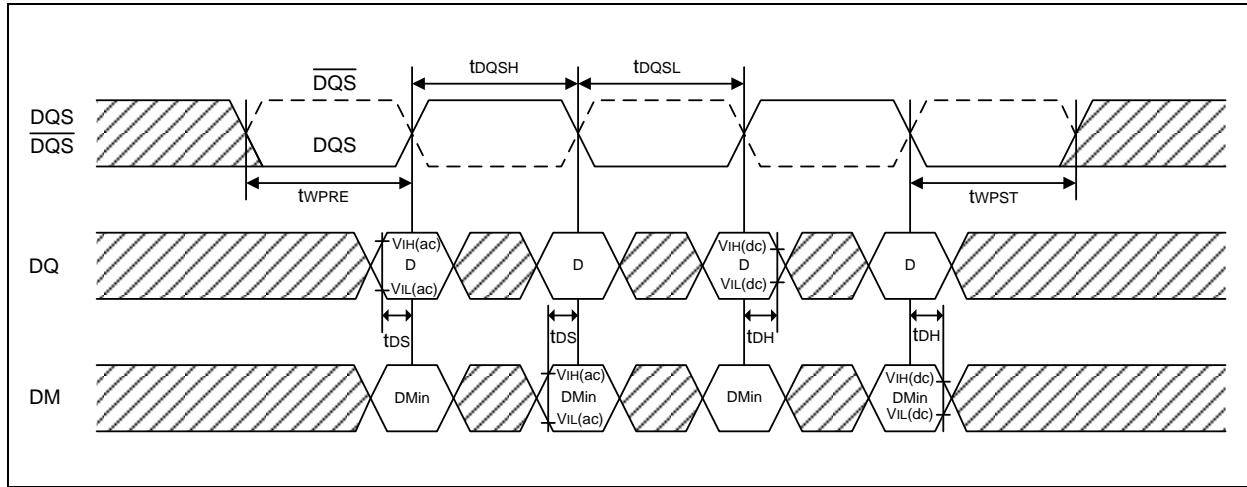 DQS
tDQSH
tDQSL
DQS
DQS
DQS
tWPRE
tWPST
DQ
VIH(ac)
D
VIL(ac)
D
VIH(dc)
D
VIL(dc)
D
tDS
tDS
tDH
tDH
DM
DMin
VIH(ac)
DMin
VIL(ac)
DMin
VIH(dc)
DMin
VIL(dc)